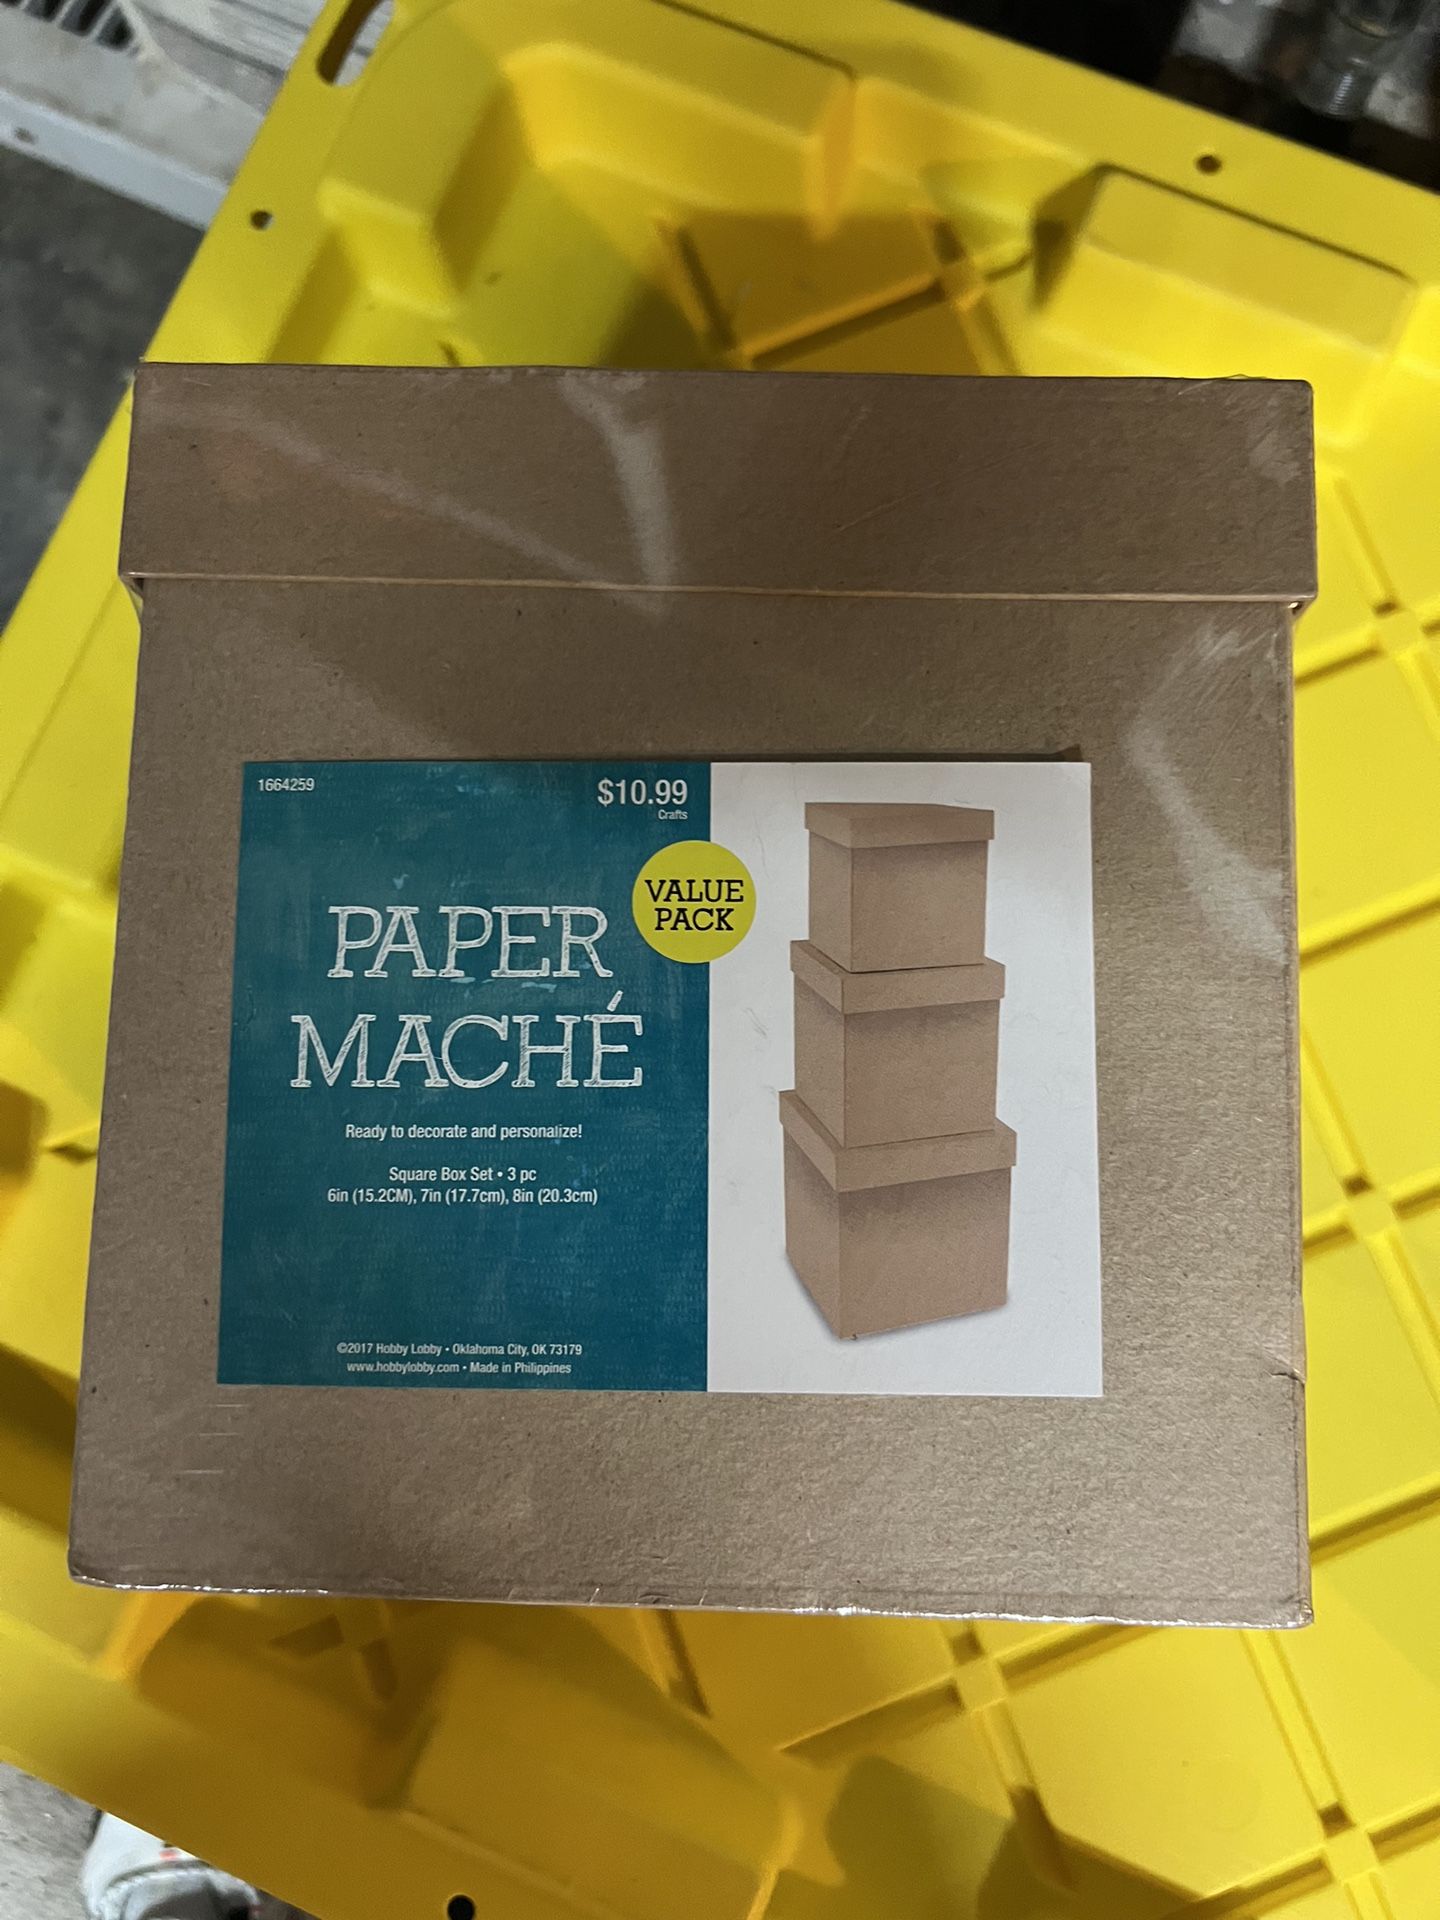 1664259
$10.99
Crafts
VALUE
PACK
PAPER
MACHÉ
Ready to decorate and personalize!
Square Box Set • 3 pc
6in (15.2CM), 7in (17.7cm), 8in (20.3cm)
©2017 Hobby Lobby • Oklahoma City, OK 73179
www.hobbylobby.com • Made in Philippines